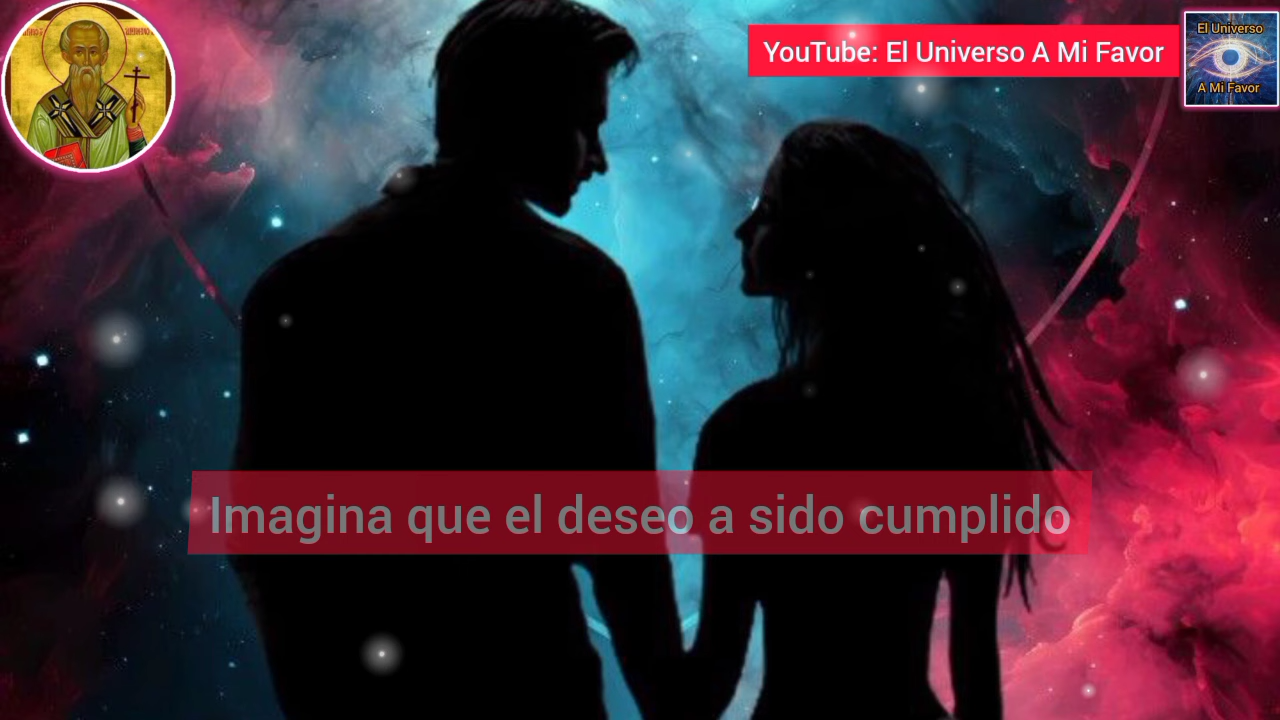 YouTube: El Universo A Mi Favor
El Universo
A Mi Favor
Imagina que el deseo a sido cumplido